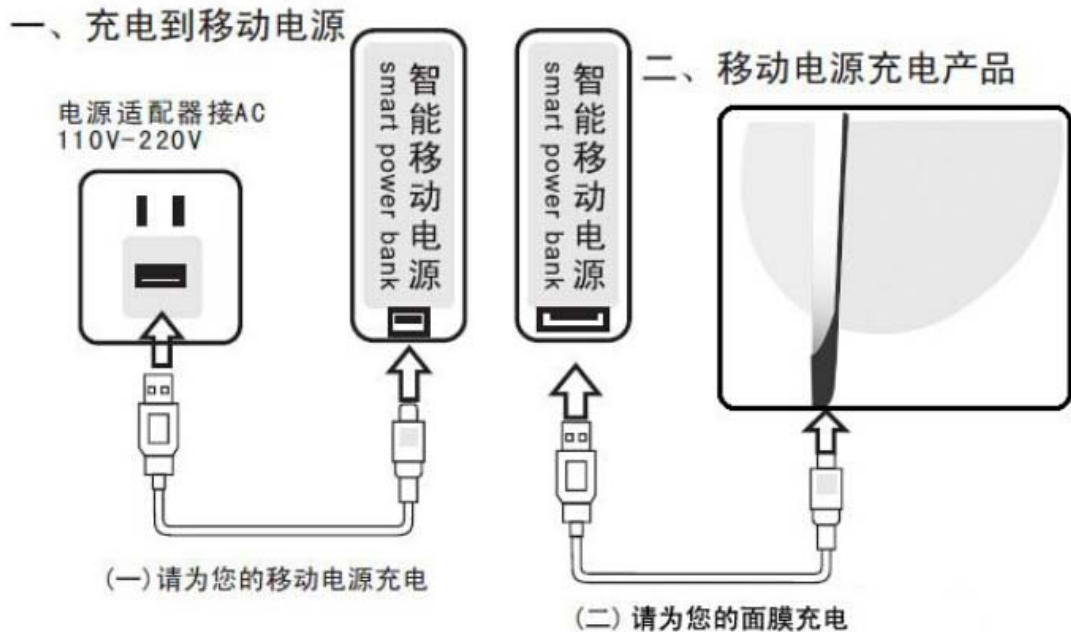 一、充电到移动电源
电源适配器接AC
110V-220V
智能移动电源
smart power bank
(一)请为您的移动电源充电
二、移动电源充电产品
智能移动电源
smart power bank
(二)请为您的面膜充电